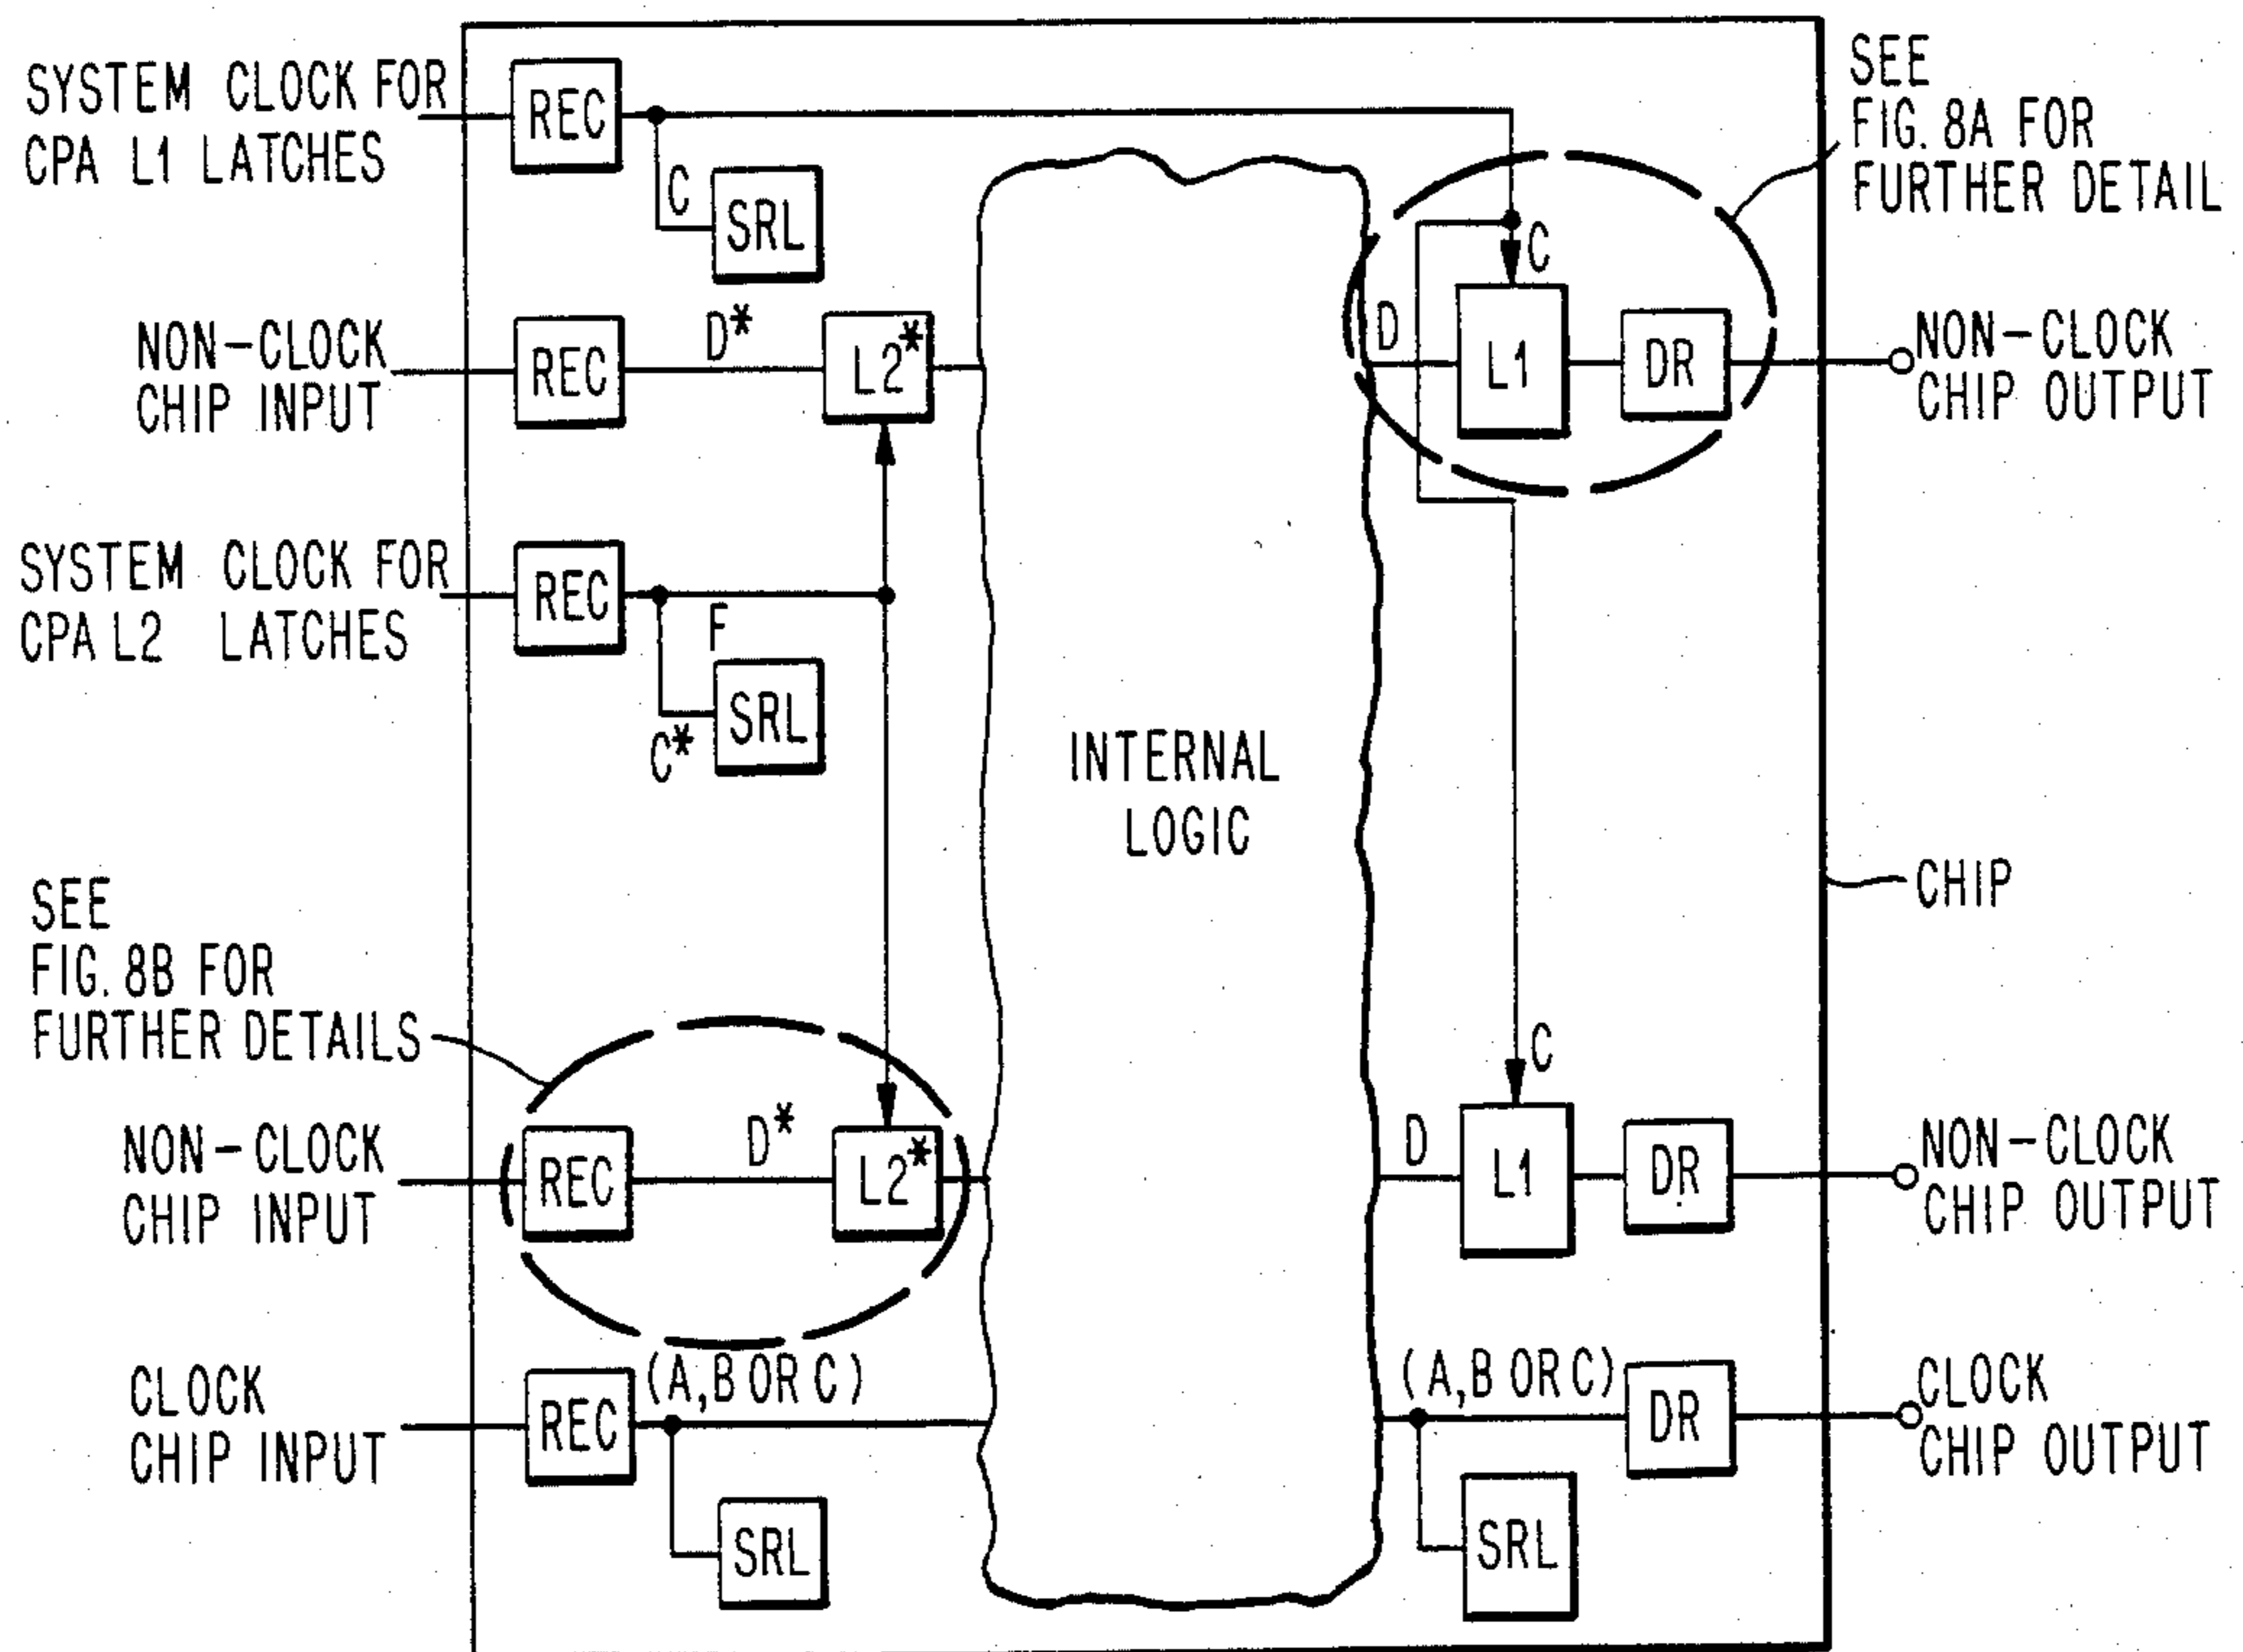 SYSTEM CLOCK FOR
CPA L1 LATCHES
REC
C
SRL
SEE
FIG. 8A FOR
FURTHER DETAIL
NON-CLOCK
CHIP INPUT
REC
D*
L2*
D
C
L1
DR
NON-CLOCK
CHIP OUTPUT
SYSTEM CLOCK FOR
CPA L2 LATCHES
REC
F
C*
SRL
INTERNAL
LOGIC
CHIP
SEE
FIG. 8B FOR
FURTHER DETAILS
NON-CLOCK
CHIP INPUT
REC
D*
L2*
D
C
L1
DR
NON-CLOCK
CHIP OUTPUT
CLOCK
CHIP INPUT
REC
(A,B OR C)
SRL
(A,B OR C)
DR
SRL
CLOCK
CHIP OUTPUT